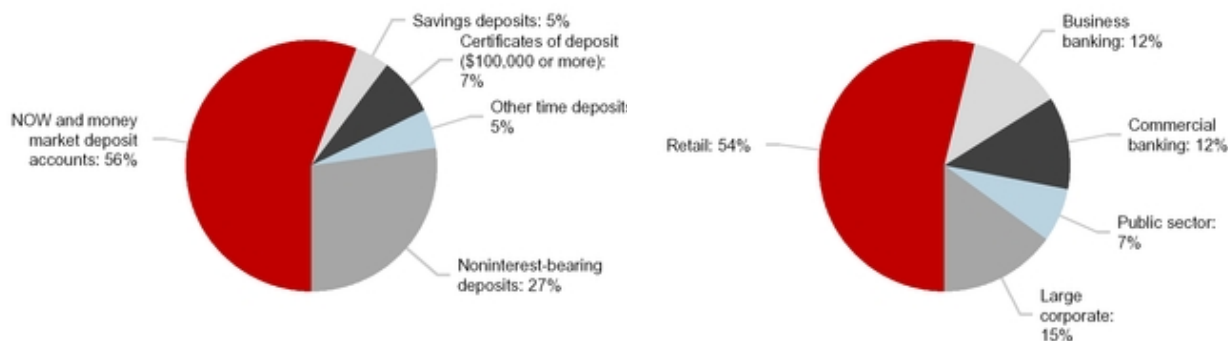 Savings deposits: 5%
Certificates of deposit
($100,000 or more):
7%
Other time deposits
5%
NOW and money
market deposit
accounts: 56%
Noninterest-bearing
deposits: 27%
Business
banking: 12%
Commercial
banking: 12%
Retail: 54%
Public sector:
7%
Large
corporate:
15%